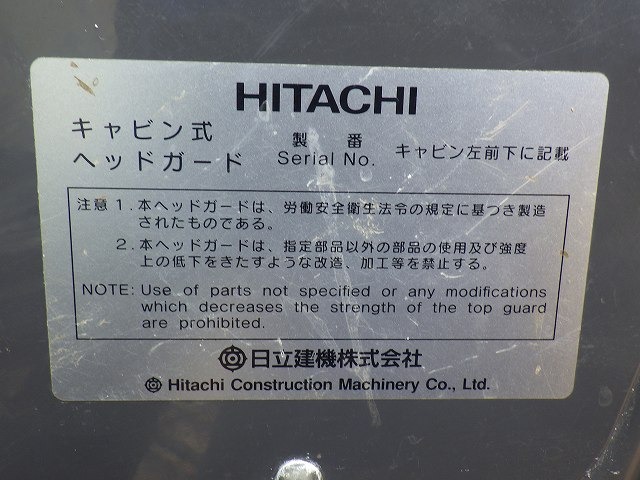 HITACHI
キャビン式
ヘッドガード
製 番
Serial No.
キャビン左前下に記載
注意 1. 本ヘッドガードは、労働安全衛生法令の規定に基づき製造
されたものである。
2. 本ヘッドガードは、指定部品以外の部品の使用及び強度
上の低下をきたすような改造、加工等を禁止する。
NOTE: Use of parts not specified or any modifications
which decreases the strength of the top guard
are prohibited.
日立建機株式会社
Hitachi Construction Machinery Co., Ltd.